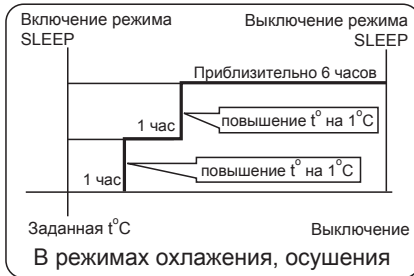 Включение режима
SLEEP
Выключение режима
SLEEP
Приблизительно 6 часов
1 час
повышение t° на 1°C
1 час
повышение t° на 1°C
Заданная t°C
Выключение
В режимах охлажения, осушения